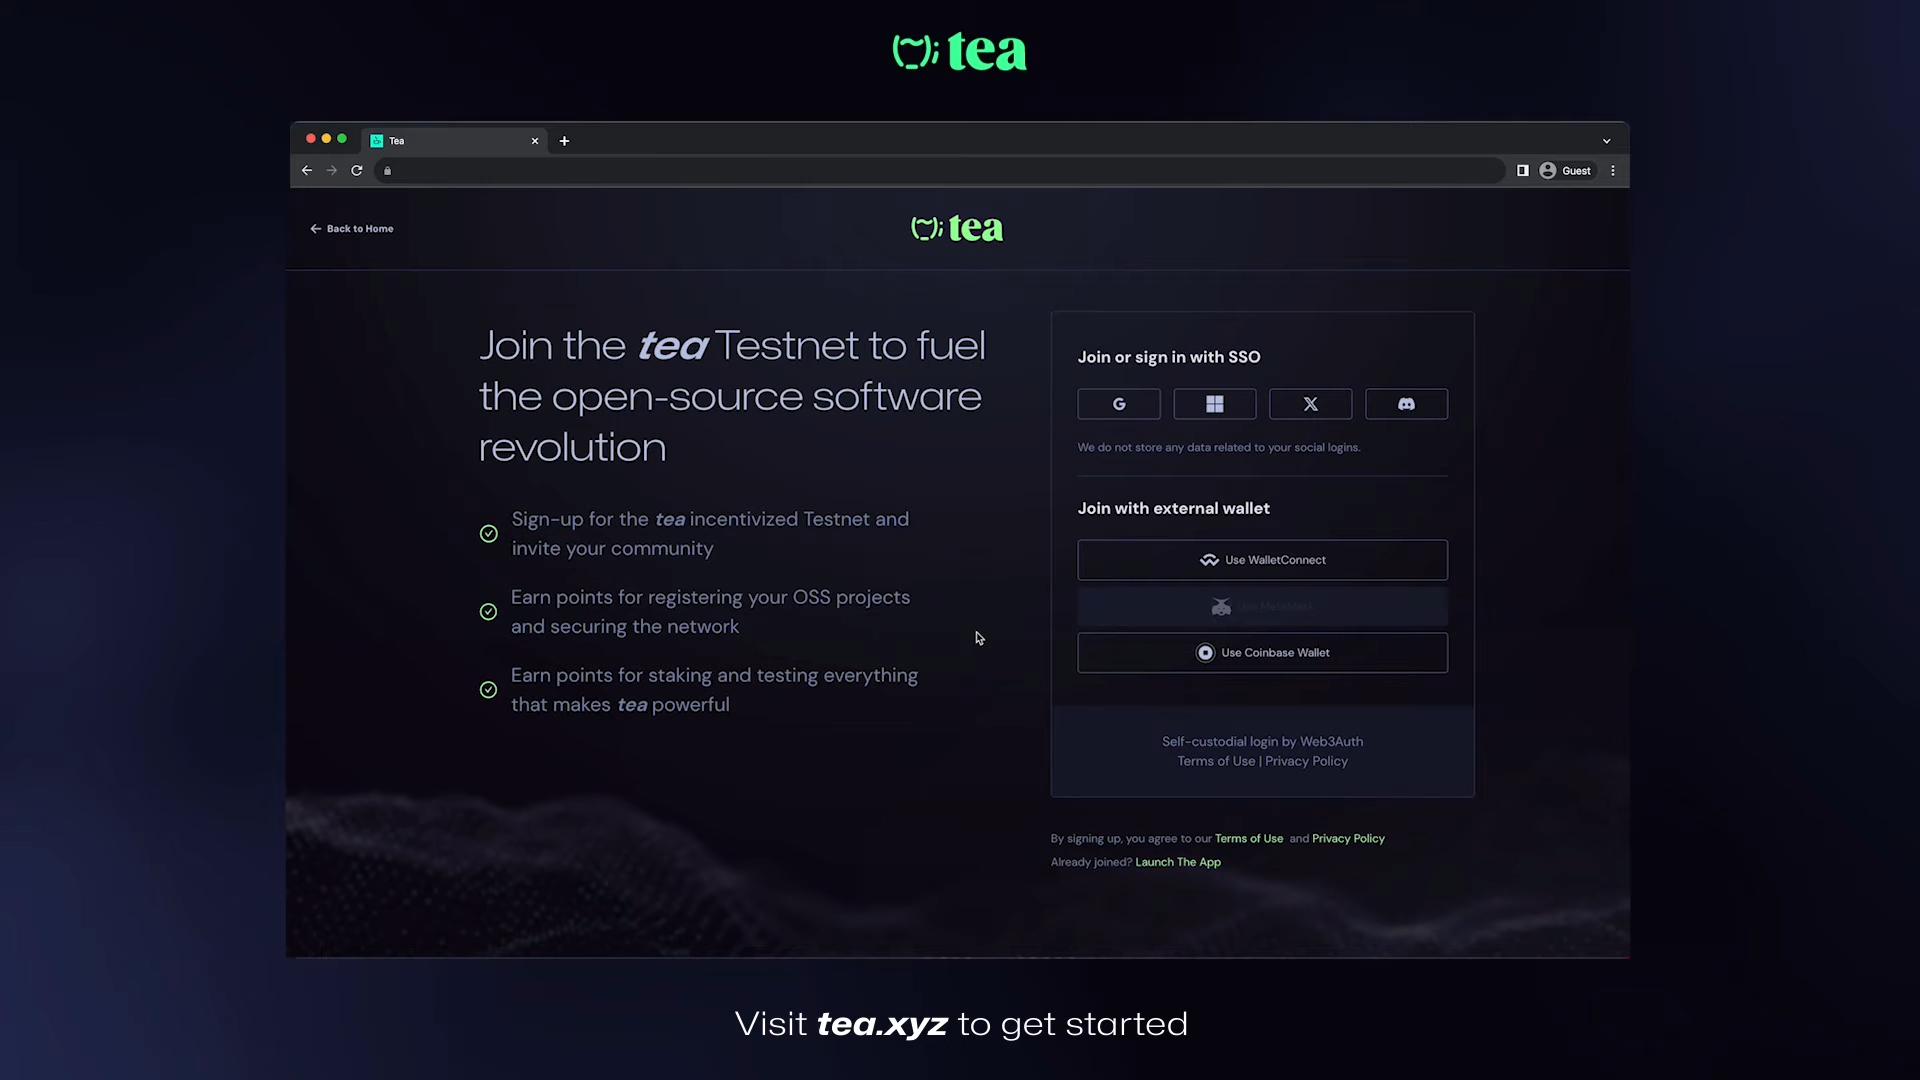 tea
Tea
Guest
Back to Home
tea
Join the tea Testnet to fuel
the open-source software
revolution
Sign-up for the tea incentivized Testnet and
invite your community
Earn points for registering your OSS projects
and securing the network
Earn points for staking and testing everything
that makes tea powerful
Join or sign in with SSO
We do not store any data related to your social logins.
Join with external wallet
Use WalletConnect
Use MetaMask
Use Coinbase Wallet
Self-custodial login by Web3Auth
Terms of Use | Privacy Policy
By signing up, you agree to our Terms of Use and Privacy Policy
Already joined? Launch The App
Visit tea.xyz to get started